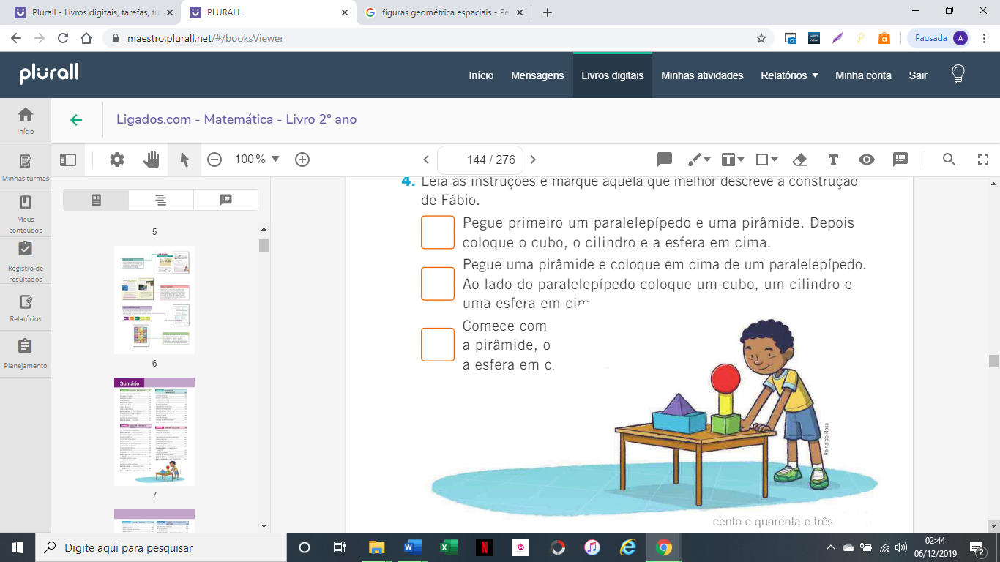 Plurall - Livros digitais, tarefas, tu
PLURALL
figuras geométrica espaciais - Pe
maestro.plurall.net/#/booksViewer
Pausada
A
plurall
Início
Mensagens
Livros digitais
Minhas atividades
Relatórios
Minha conta
Sair
Início
Minhas turmas
Meus
conteúdos
Registro de
resultados
Relatórios
Planejamento
Ligados.com - Matemática - Livro 2º ano
100%
144 / 276
5
6
Sumário
7
4. Leia as instruções e marque aquela que melhor descreve a construção
de Fábio.
Pegue primeiro um paralelepípedo e uma pirâmide. Depois
coloque o cubo, o cilindro e a esfera em cima.
Pegue uma pirâmide e coloque em cima de um paralelepípedo.
Ao lado do paralelepípedo coloque um cubo, um cilindro e
uma esfera em cim
Comece com
a pirâmide, o
a esfera em c
Reinaldo Rosa
cento e quarenta e três
Digite aqui para pesquisar
02:44
06/12/2019
2